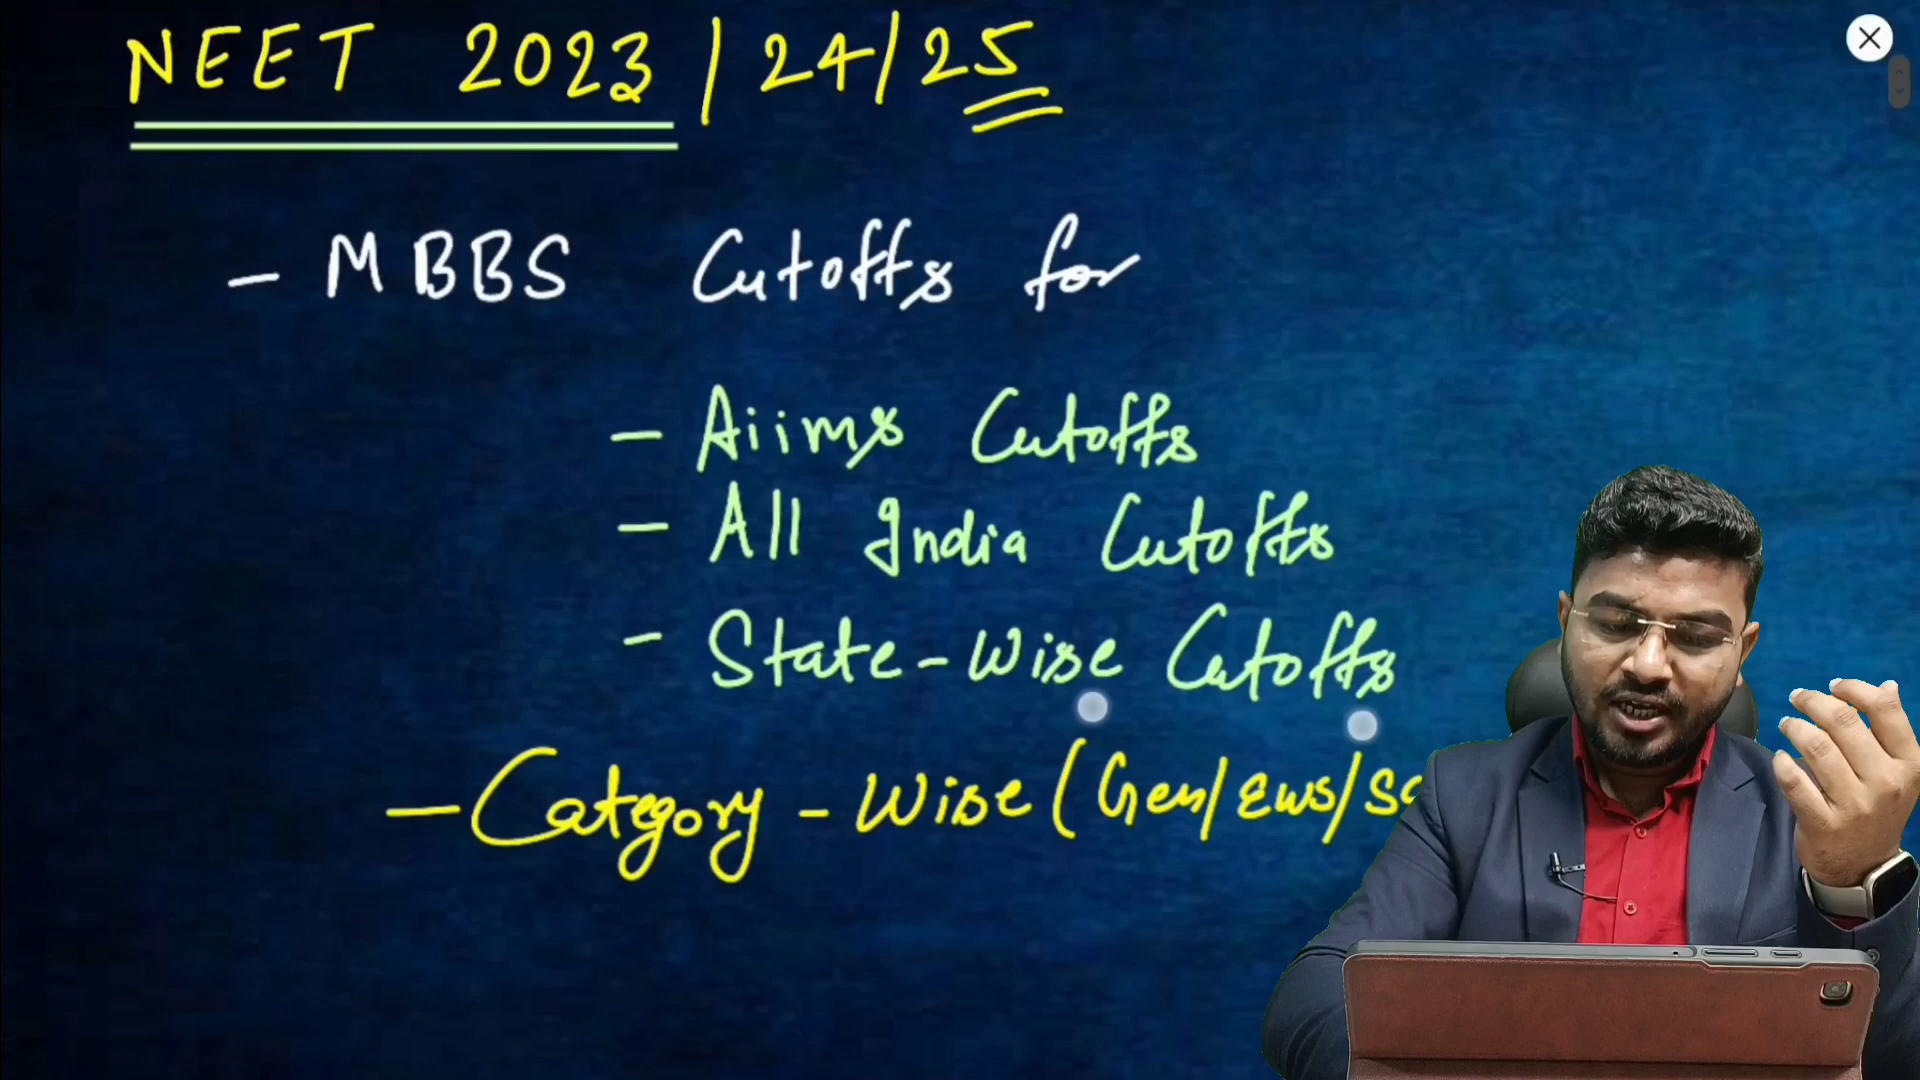 NEET 2023 / 24 / 25
- MBBS Cutoffs for
- Aiims Cutoffs
- All India Cutoffs
- State-Wise Cutoffs
- Category - Wise (Gen/EWS/SC